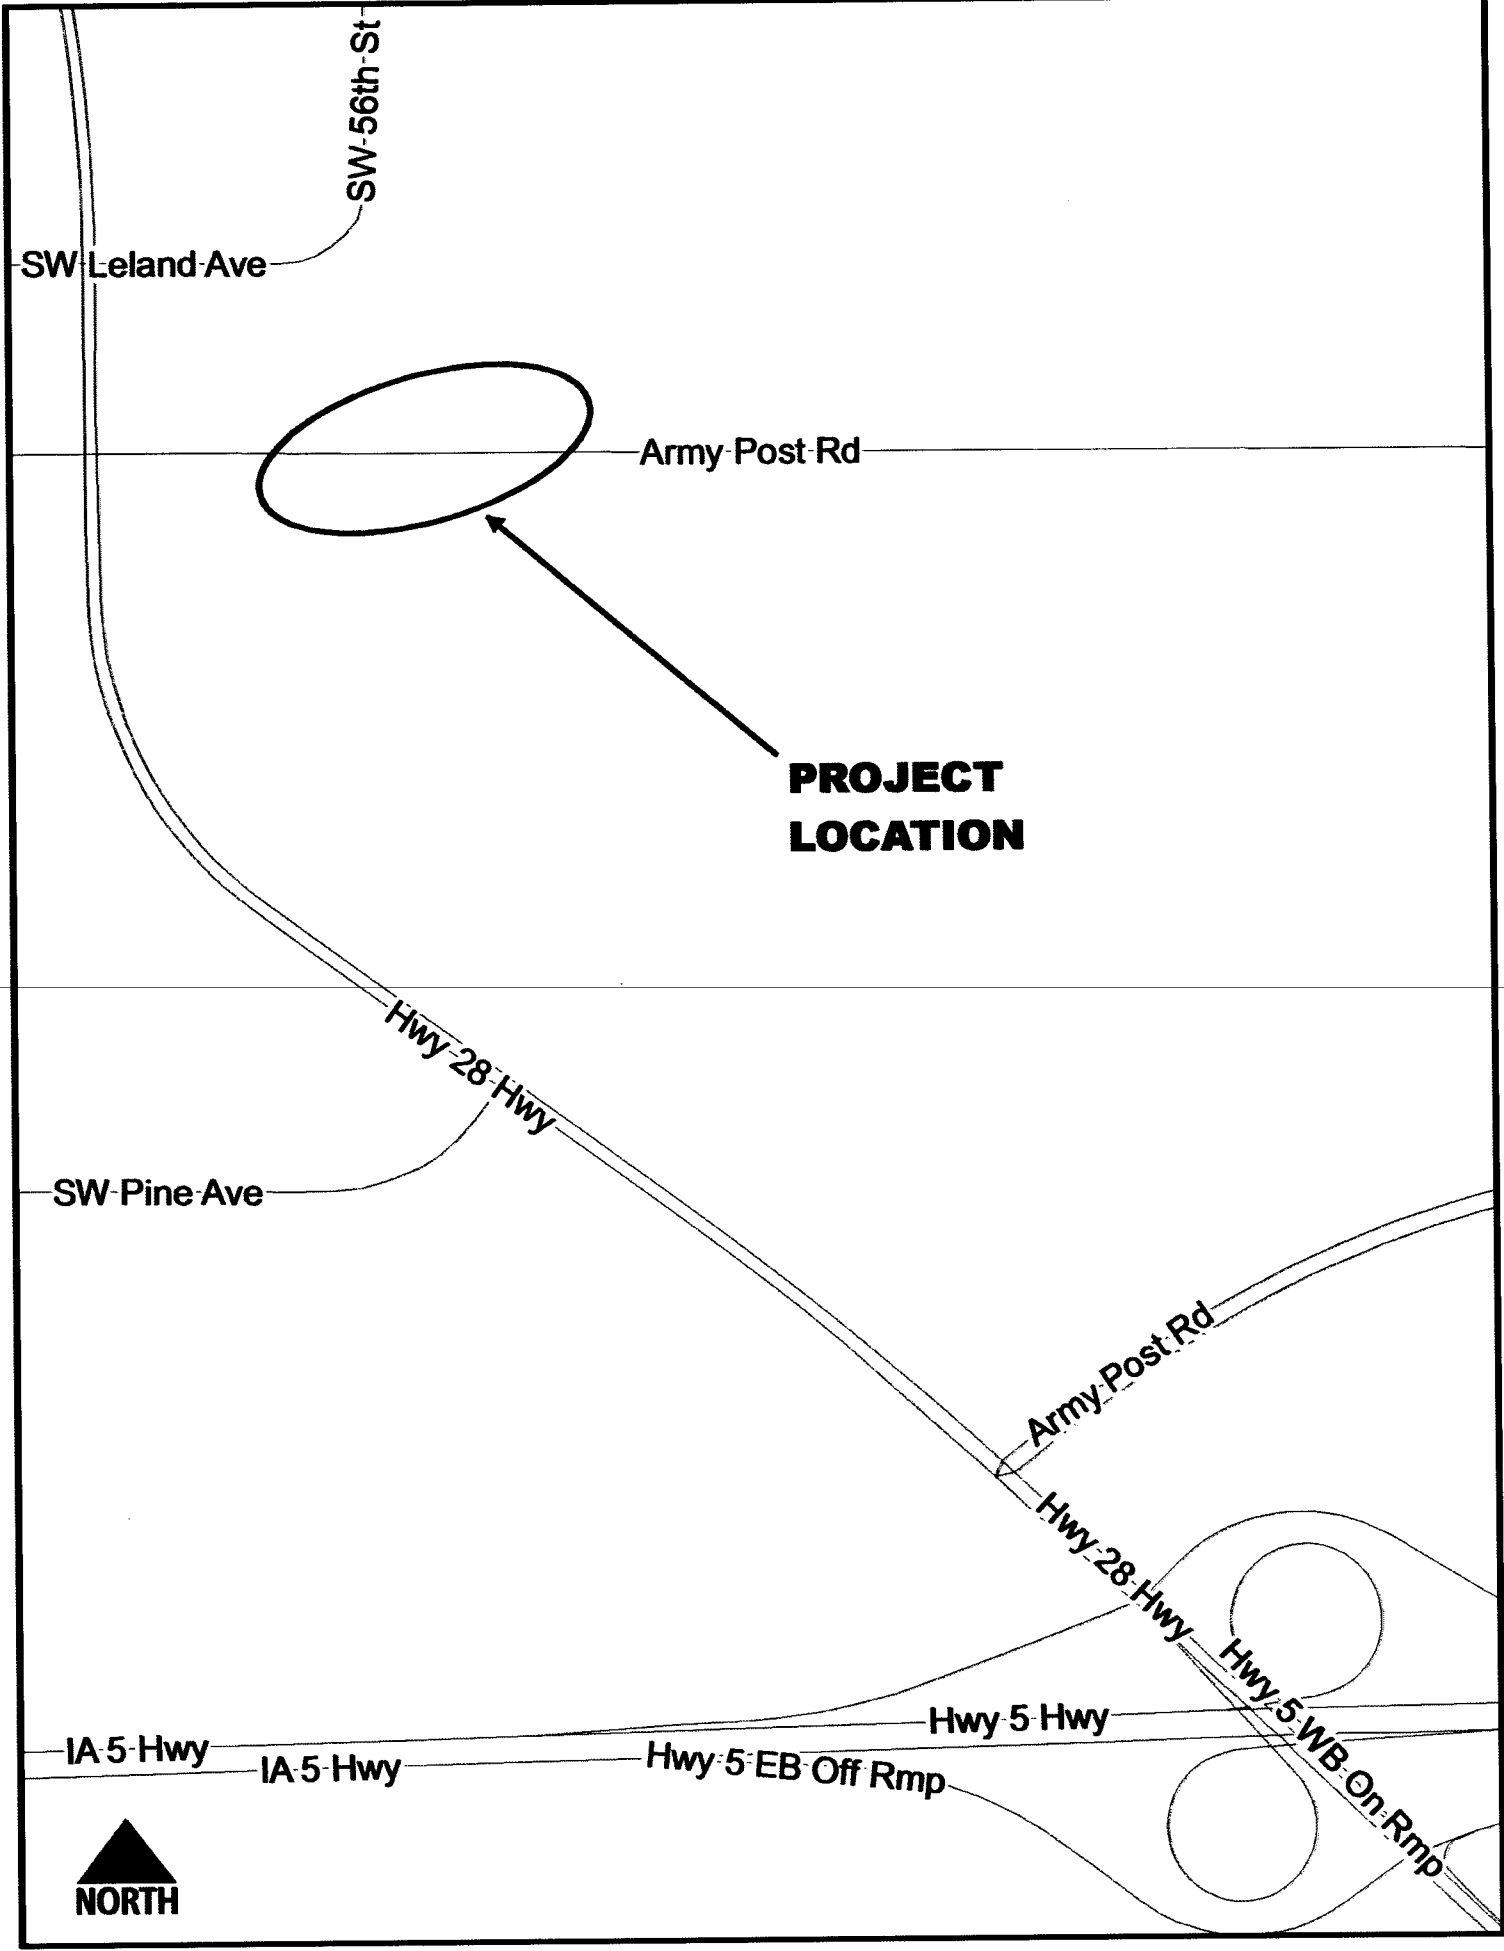 SW 56th St
SW Leland Ave
Army Post Rd
PROJECT
LOCATION
Hwy 28 Hwy
SW Pine Ave
Army Post Rd
Hwy 28 Hwy
Hwy 5 WB On Rmp
Hwy 5 Hwy
IA 5 Hwy
IA 5 Hwy
Hwy 5 EB Off Rmp
NORTH